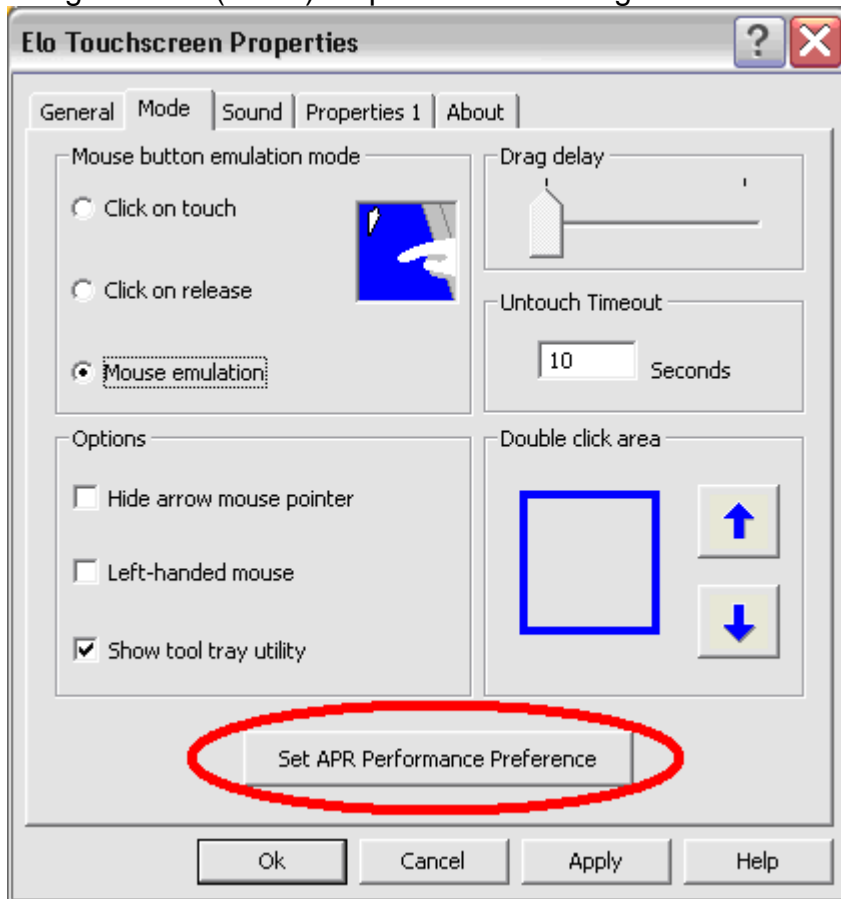 Elo Touchscreen Properties
General Mode Sound Properties 1 About
Mouse button emulation mode
Click on touch
Click on release
Mouse emulation
Drag delay
Untouch Timeout
10 Seconds
Options
Hide arrow mouse pointer
Left-handed mouse
Show tool tray utility
Double click area
Set APR Performance Preference
Ok Cancel Apply Help